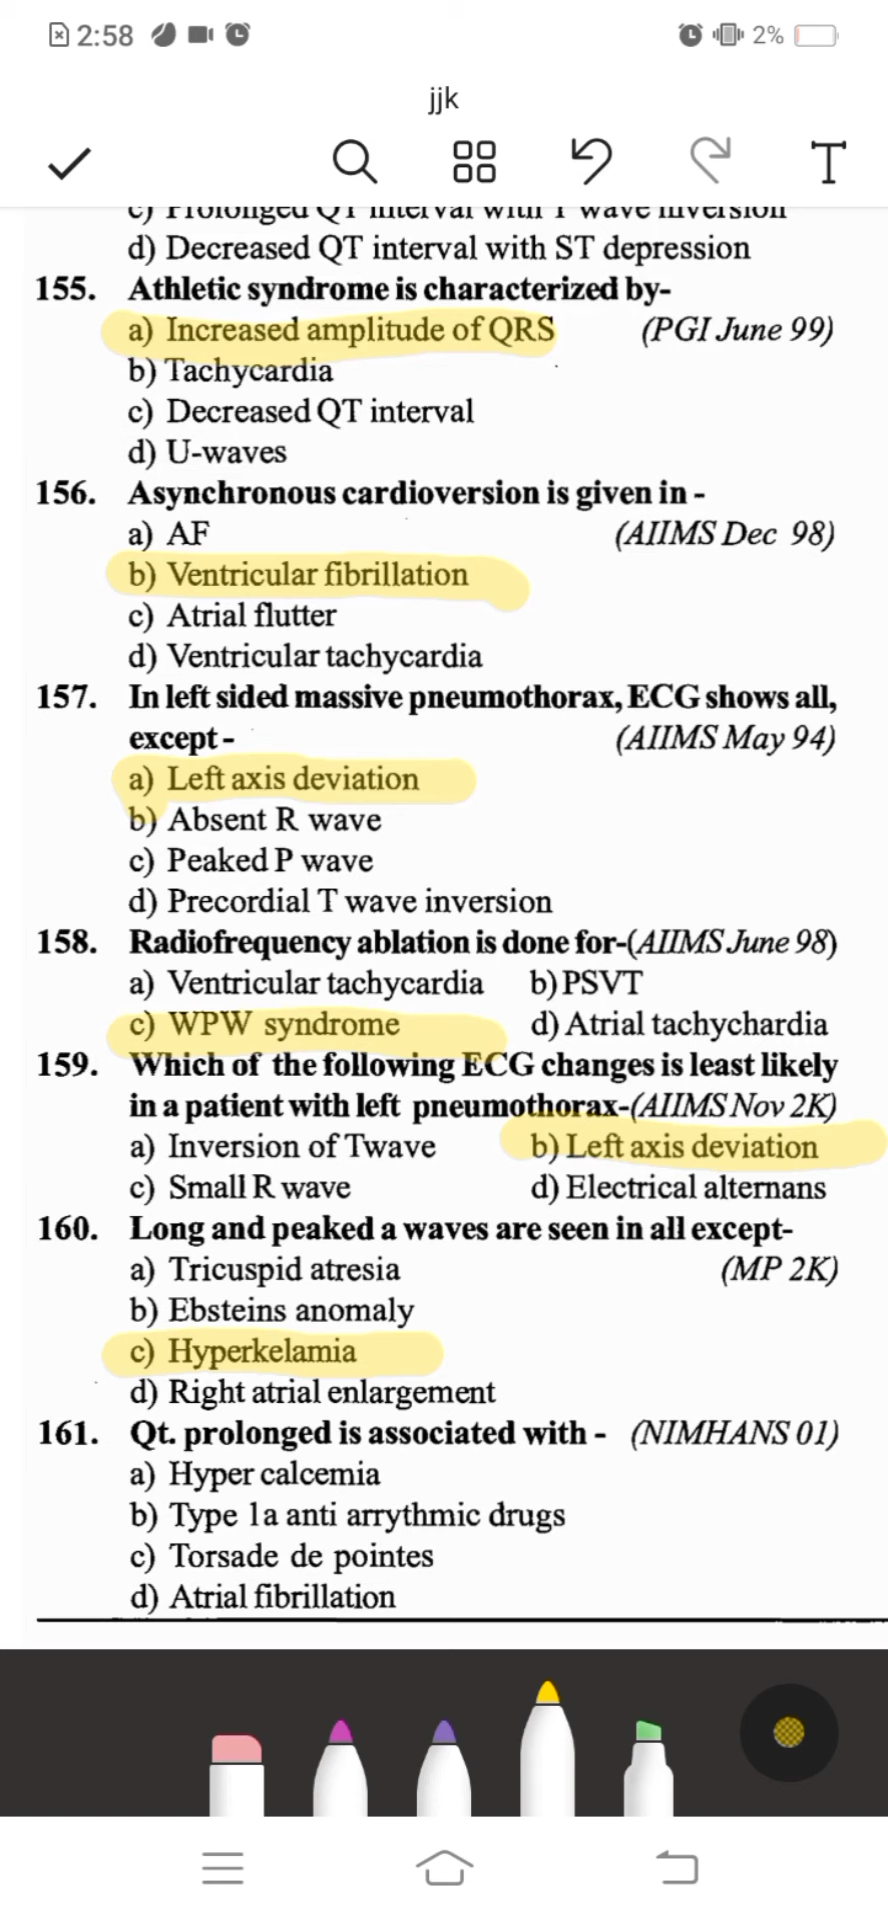 2:58
2%
jjk
T
c) Prolonged QT interval with T wave inversion
d) Decreased QT interval with ST depression
155. Athletic syndrome is characterized by-
a) Increased amplitude of QRS (PGI June 99)
b) Tachycardia
c) Decreased QT interval
d) U-waves
156. Asynchronous cardioversion is given in -
a) AF (AIIMS Dec 98)
b) Ventricular fibrillation
c) Atrial flutter
d) Ventricular tachycardia
157. In left sided massive pneumothorax, ECG shows all,
except - (AIIMS May 94)
a) Left axis deviation
b) Absent R wave
c) Peaked P wave
d) Precordial T wave inversion
158. Radiofrequency ablation is done for-(AIIMS June 98)
a) Ventricular tachycardia b) PSVT
c) WPW syndrome d) Atrial tachychardia
159. Which of the following ECG changes is least likely
in a patient with left pneumothorax-(AIIMS Nov 2K)
a) Inversion of Twave b) Left axis deviation
c) Small R wave d) Electrical alternans
160. Long and peaked a waves are seen in all except-
a) Tricuspid atresia (MP 2K)
b) Ebsteins anomaly
c) Hyperkelamia
d) Right atrial enlargement
161. Qt. prolonged is associated with - (NIMHANS 01)
a) Hyper calcemia
b) Type 1a anti arrythmic drugs
c) Torsade de pointes
d) Atrial fibrillation